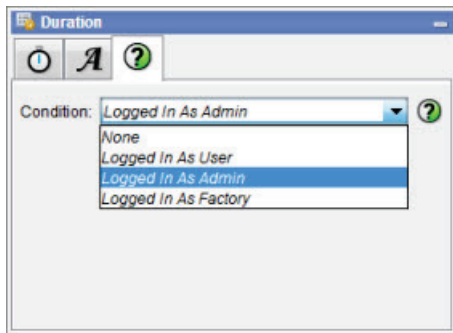 Duration
A
?
Condition: Logged In As Admin ?
None
Logged In As User
Logged In As Admin
Logged In As Factory